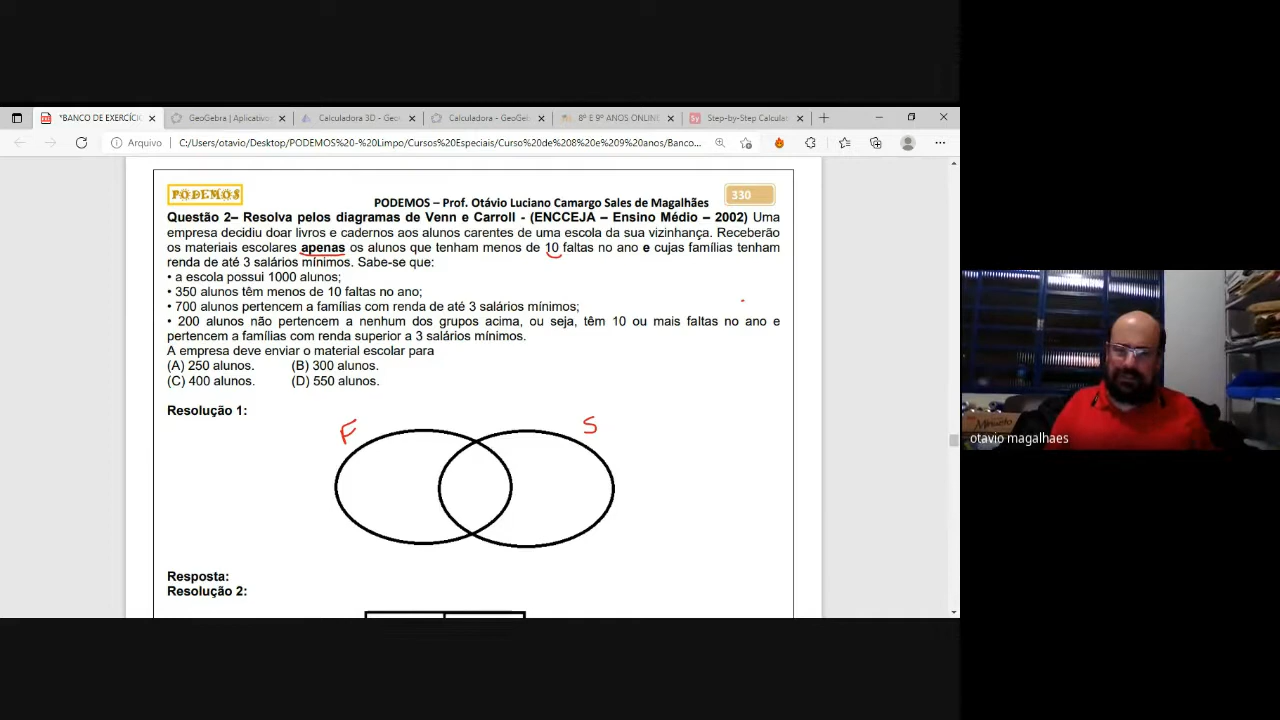 *BANCO DE EXERCÍCIO
GeoGebra | Aplicativos
Calculadora 3D - Geo
Calculadora - GeoGeb
8º E 9º ANOS ONLINE
Step-by-Step Calculat
Arquivo
C:/Users/otavio/Desktop/PODEMOS%20-%20Limpo/Cursos%20Especiais/Curso%20de%208%20e%209%20anos/Banco...
PODEMOS
PODEMOS – Prof. Otávio Luciano Camargo Sales de Magalhães
330
Questão 2– Resolva pelos diagramas de Venn e Carroll - (ENCCEJA – Ensino Médio – 2002) Uma
empresa decidiu doar livros e cadernos aos alunos carentes de uma escola da sua vizinhança. Receberão
os materiais escolares apenas os alunos que tenham menos de 10 faltas no ano e cujas famílias tenham
renda de até 3 salários mínimos. Sabe-se que:
• a escola possui 1000 alunos;
• 350 alunos têm menos de 10 faltas no ano;
• 700 alunos pertencem a famílias com renda de até 3 salários mínimos;
• 200 alunos não pertencem a nenhum dos grupos acima, ou seja, têm 10 ou mais faltas no ano e
pertencem a famílias com renda superior a 3 salários mínimos.
A empresa deve enviar o material escolar para
(A) 250 alunos. (B) 300 alunos.
(C) 400 alunos. (D) 550 alunos.
Resolução 1:
F S
Resposta:
Resolução 2:
otavio magalhaes